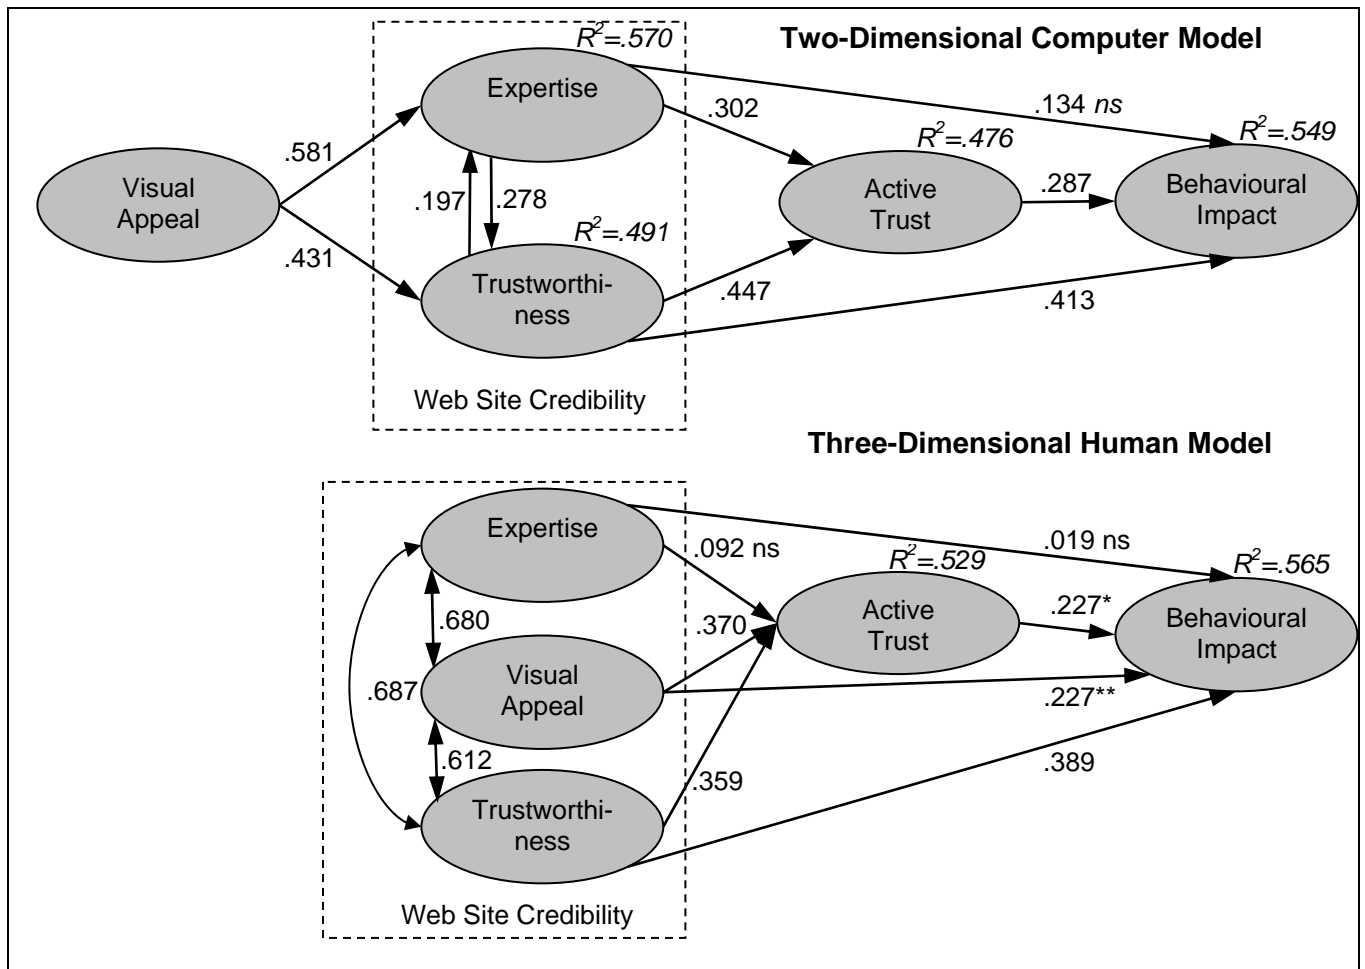 Two-Dimensional Computer Model
R²=.570
Expertise
.134 ns
.302
R²=.476
R²=.549
.581
Visual
Appeal
.197
.278
Active
Trust
.287
Behavioural
Impact
.431
R²=.491
Trustworthi-
ness
.447
.413
Web Site Credibility
Three-Dimensional Human Model
Expertise
.092 ns
.019 ns
R²=.529
R²=.565
.680
.370
Active
Trust
.227*
Behavioural
Impact
.687
Visual
Appeal
.227**
.612
.359
.389
Trustworthi-
ness
Web Site Credibility